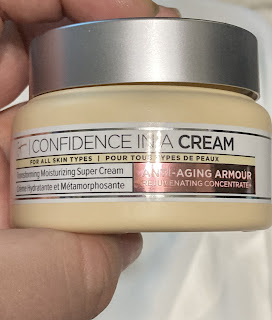 CONFIDENCE IN A CREAM
FOR ALL SKIN TYPES | POUR TOUS TYPES DE PEAUX
Transforming Moisturizing Super Cream
Crème Hydratante et Métamorphosante
ANTI-AGING ARMOUR
REJUVENATING CONCENTRATE+